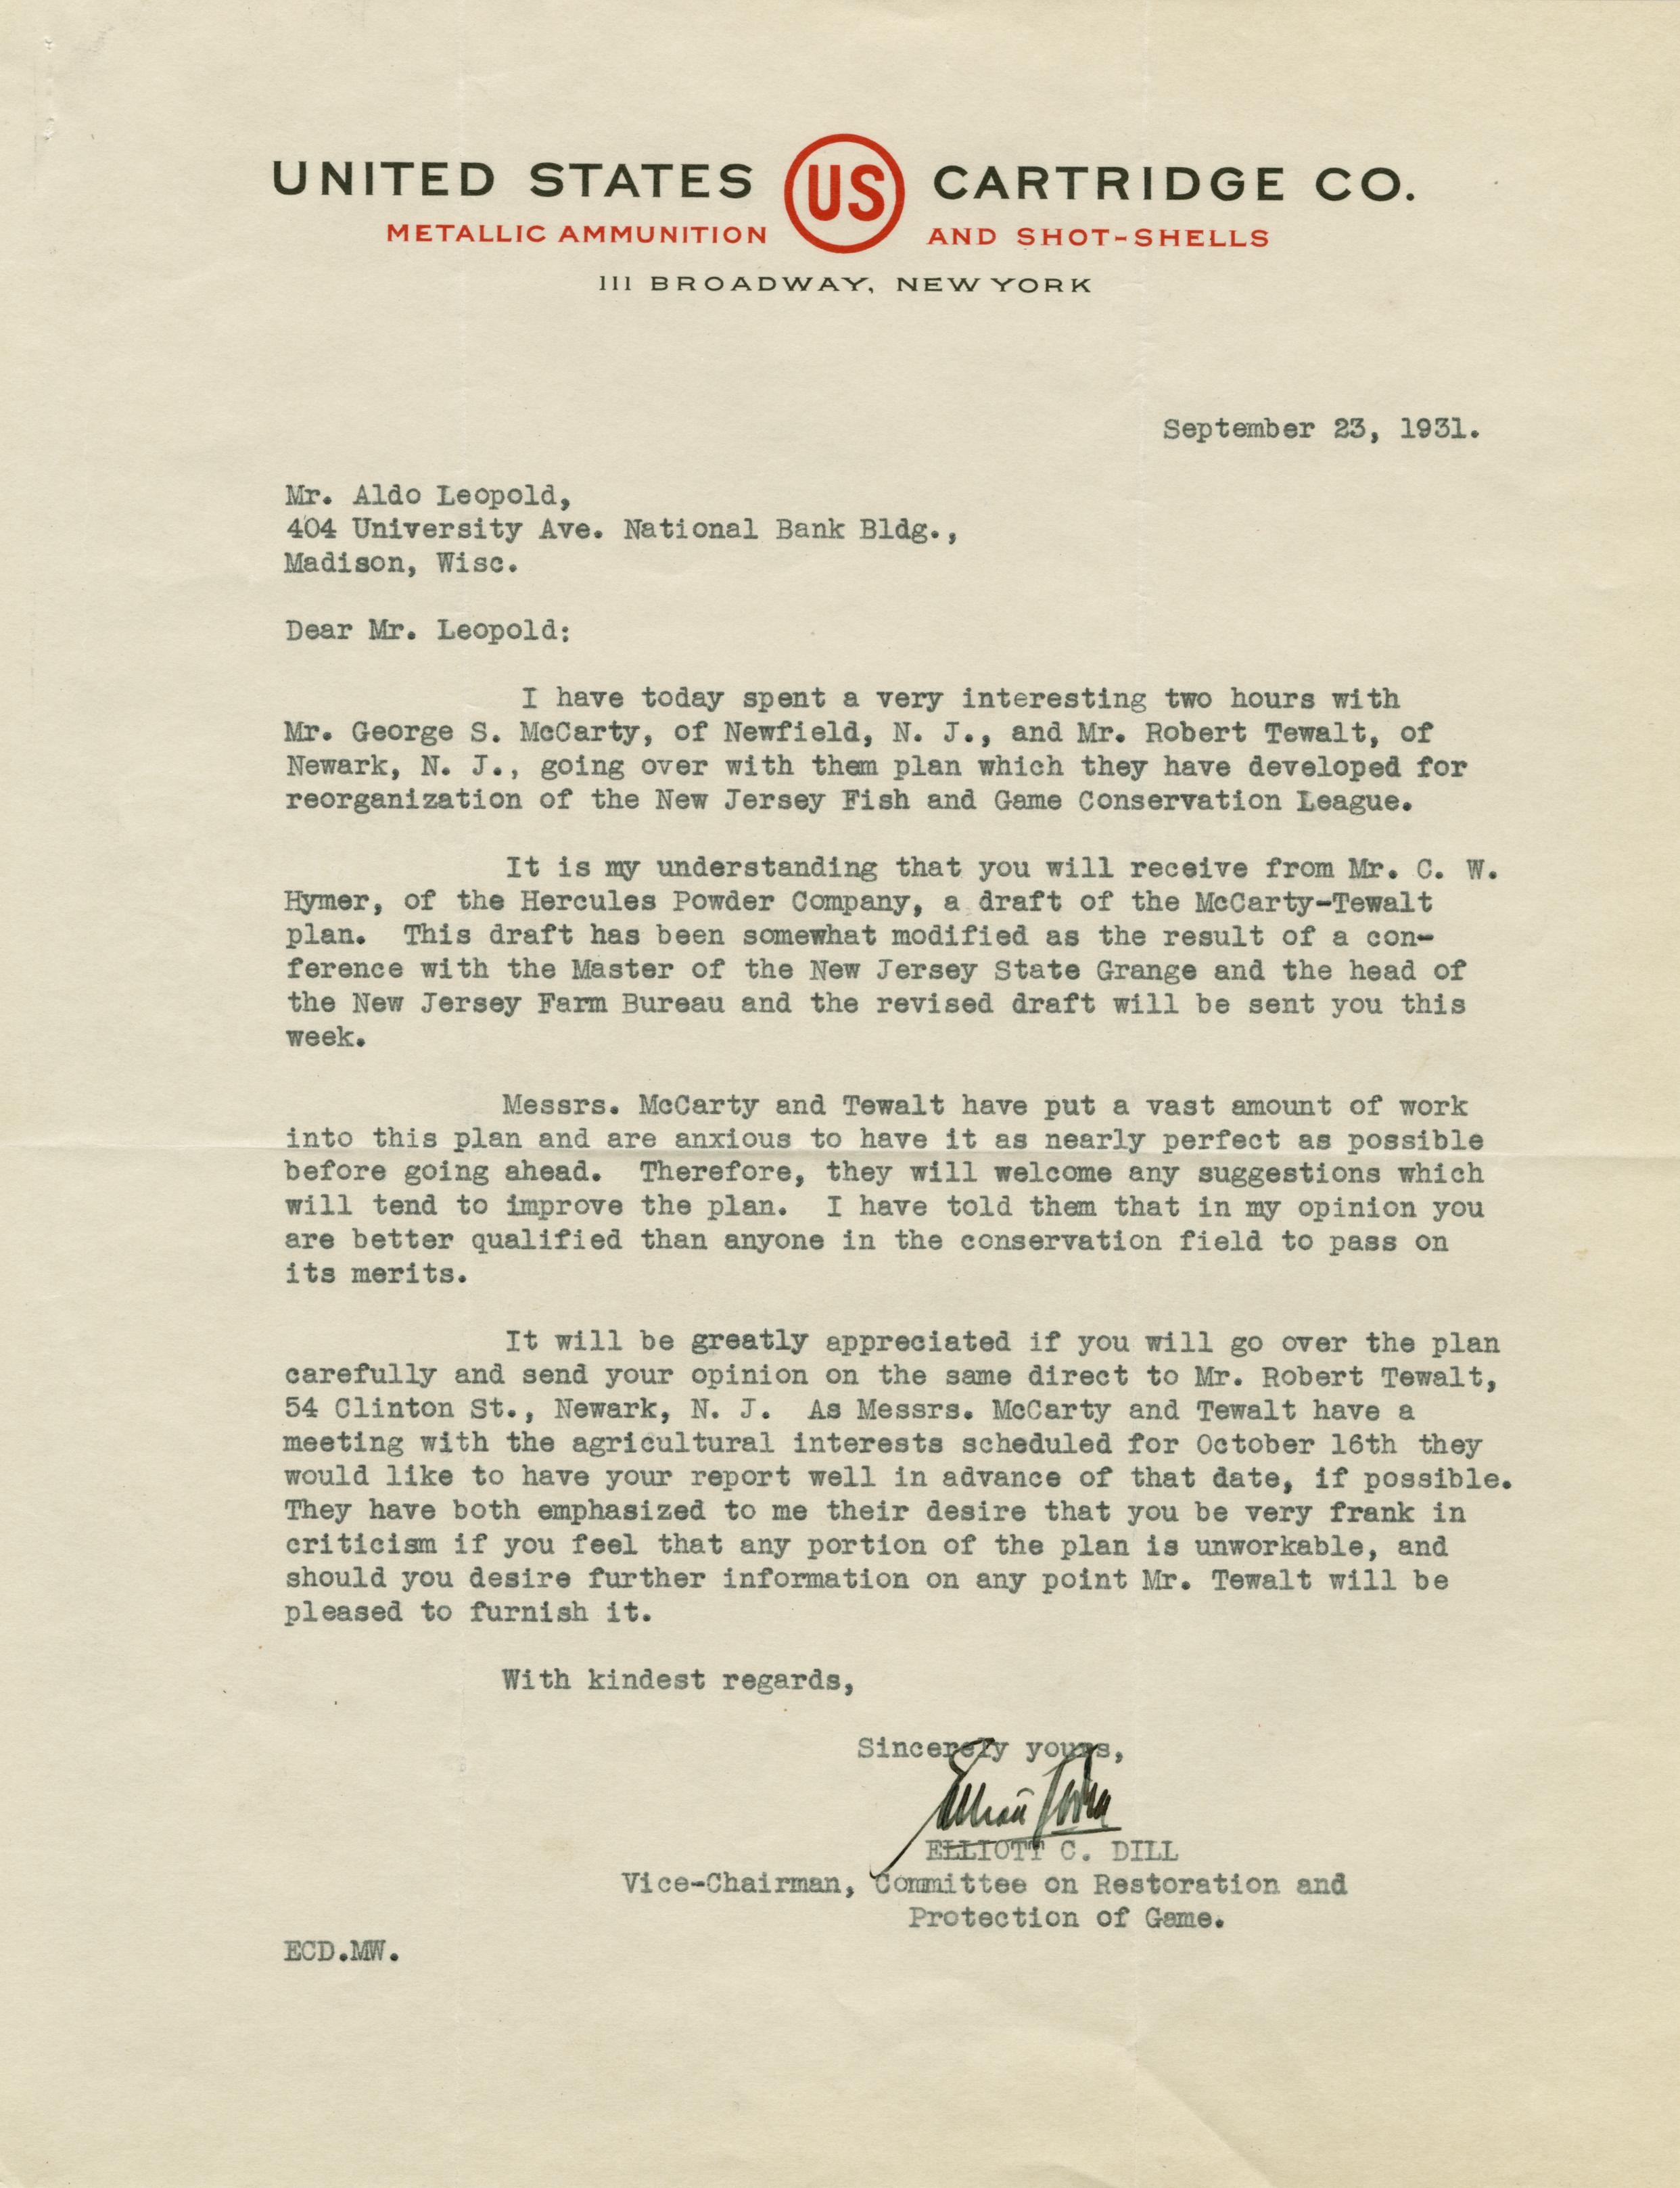 UNITED STATES US CARTRIDGE CO.
METALLIC AMMUNITION AND SHOT-SHELLS
111 BROADWAY, NEW YORK
September 23, 1931.
Mr. Aldo Leopold,
404 University Ave. National Bank Bldg.,
Madison, Wisc.
Dear Mr. Leopold:
I have today spent a very interesting two hours with
Mr. George S. McCarty, of Newfield, N. J., and Mr. Robert Tewalt, of
Newark, N. J., going over with them plan which they have developed for
reorganization of the New Jersey Fish and Game Conservation League.
It is my understanding that you will receive from Mr. C. W.
Hymer, of the Hercules Powder Company, a draft of the McCarty-Tewalt
plan. This draft has been somewhat modified as the result of a con-
ference with the Master of the New Jersey State Grange and the head of
the New Jersey Farm Bureau and the revised draft will be sent you this
week.
Messrs. McCarty and Tewalt have put a vast amount of work
into this plan and are anxious to have it as nearly perfect as possible
before going ahead. Therefore, they will welcome any suggestions which
will tend to improve the plan. I have told them that in my opinion you
are better qualified than anyone in the conservation field to pass on
its merits.
It will be greatly appreciated if you will go over the plan
carefully and send your opinion on the same direct to Mr. Robert Tewalt,
54 Clinton St., Newark, N. J. As Messrs. McCarty and Tewalt have a
meeting with the agricultural interests scheduled for October 16th they
would like to have your report well in advance of that date, if possible.
They have both emphasized to me their desire that you be very frank in
criticism if you feel that any portion of the plan is unworkable, and
should you desire further information on any point Mr. Tewalt will be
pleased to furnish it.
With kindest regards,
Sincerely yours,
ELLIOTT C. DILL
Vice-Chairman, Committee on Restoration and
Protection of Game.
ECD.MW.